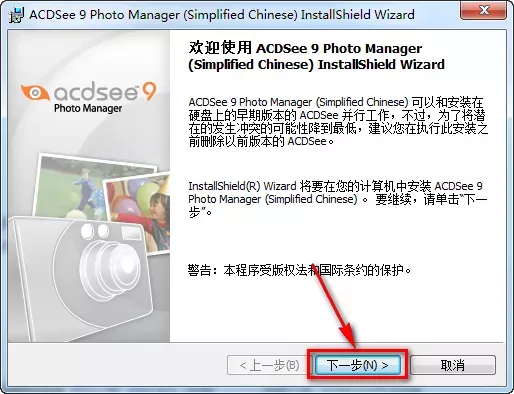 ACDSee 9 Photo Manager (Simplified Chinese) InstallShield Wizard
acdsee 9
Photo Manager
欢迎使用 ACDSee 9 Photo Manager
(Simplified Chinese) InstallShield Wizard
ACDSee 9 Photo Manager (Simplified Chinese) 可以和安装在
硬盘上的早期版本的 ACDSee 并行工作，不过，为了将潜
在的发生冲突的可能性降到最低，建议您在执行此安装之
前删除以前版本的 ACDSee。
InstallShield(R) Wizard 将要在您的计算机中安装 ACDSee 9
Photo Manager (Simplified Chinese) 。要继续，请单击“下一
步”。
警告：本程序受版权法和国际条约的保护。
< 上一步(B)
下一步(N) >
取消